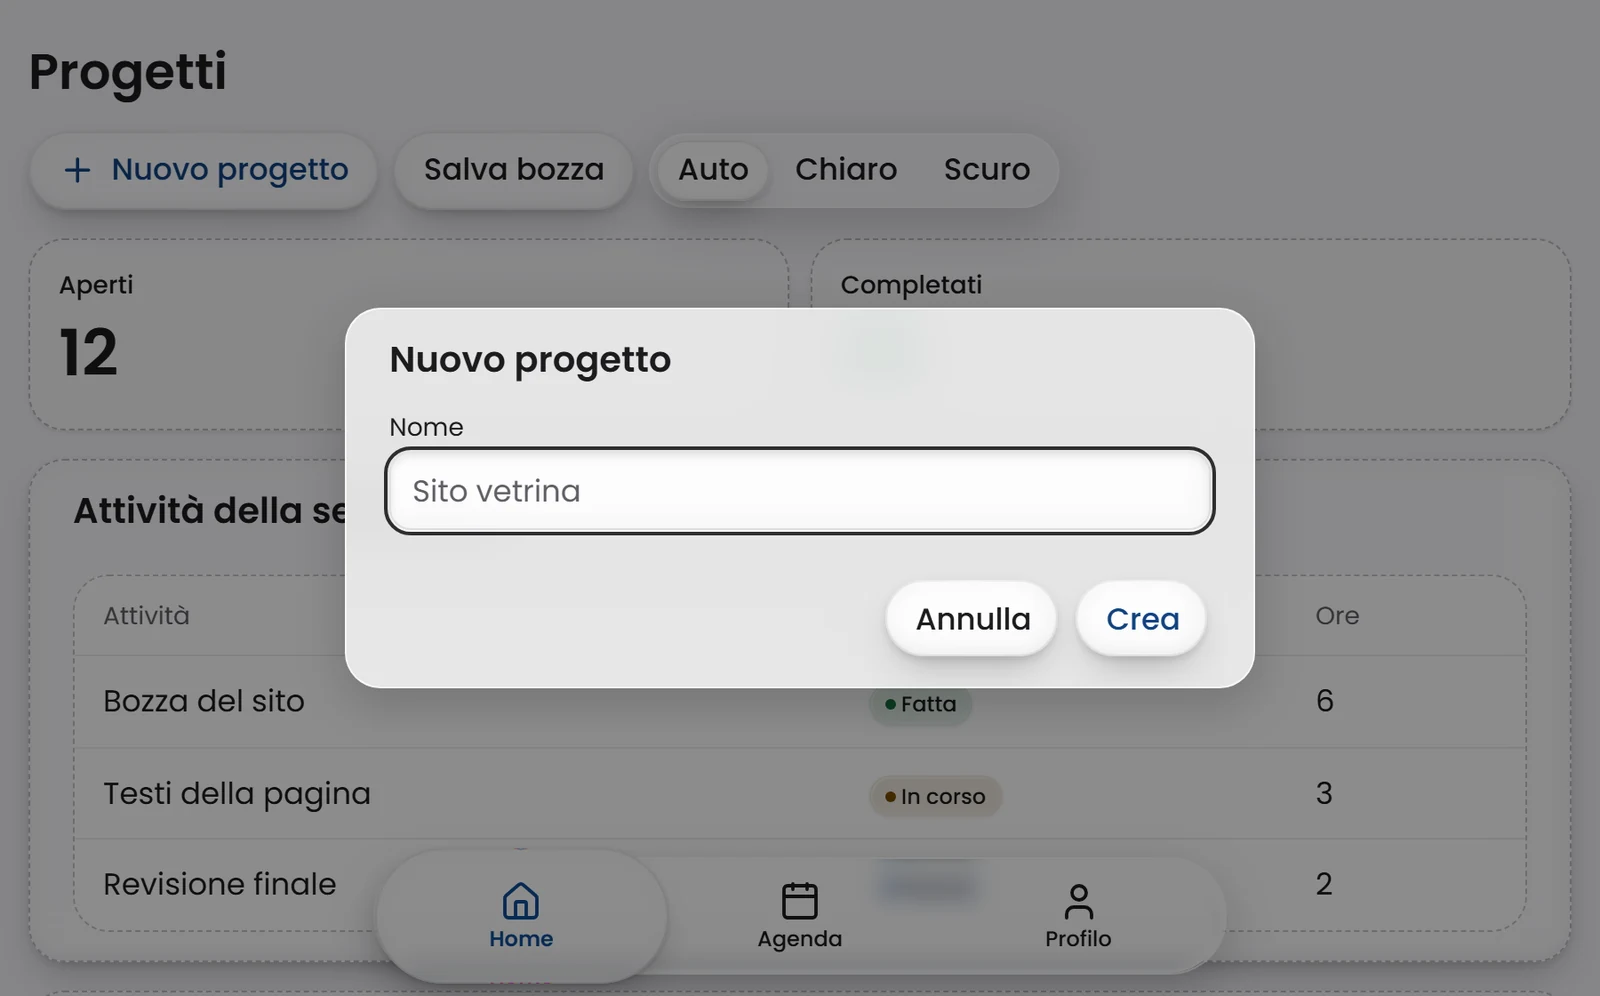 Progetti
Nuovo progetto
Salva bozza
Auto
Chiaro
Scuro
Aperti
12
Completati
Nuovo progetto
Nome
Sito vetrina
Annulla
Crea
Attività della se
Attività
Ore
Bozza del sito
Fatta
6
Testi della pagina
In corso
3
Revisione finale
2
Home
Agenda
Profilo